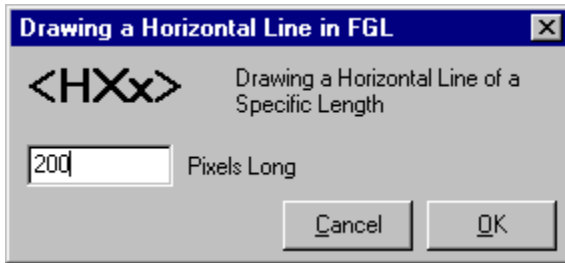 Drawing a Horizontal Line in FGL
<HXx>
Drawing a Horizontal Line of a
Specific Length
200
Pixels Long
Cancel
OK